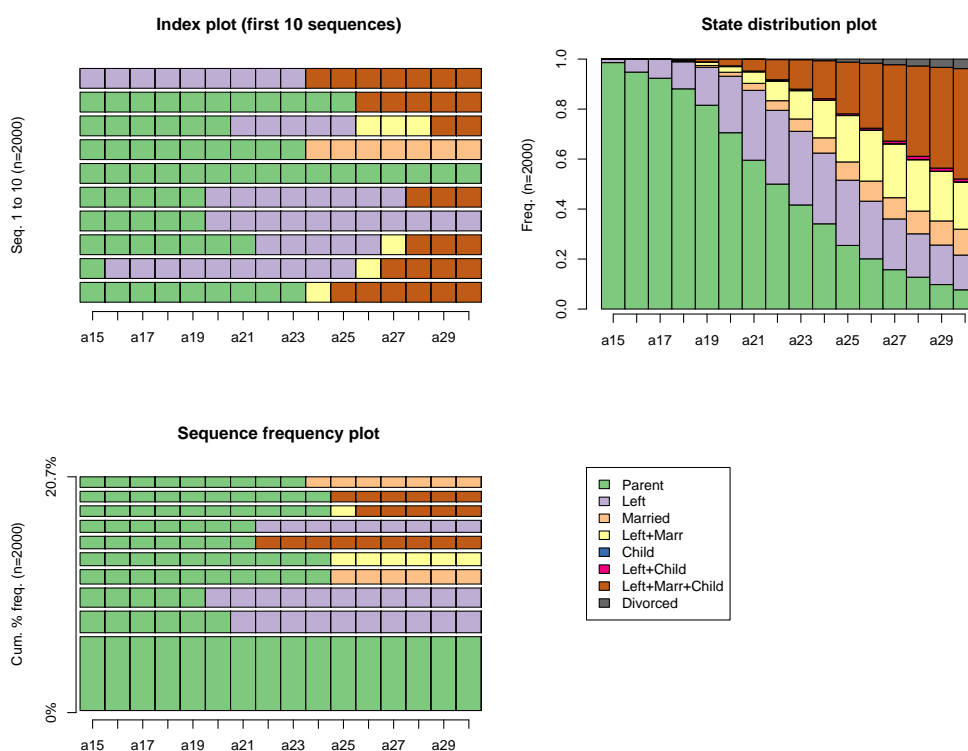 Index plot (first 10 sequences)
Seq. 1 to 10 (n=2000)
a15 a17 a19 a21 a23 a25 a27 a29
State distribution plot
Freq. (n=2000)
1.0
0.8
0.6
0.4
0.2
0.0
a15 a17 a19 a21 a23 a25 a27 a29
Sequence frequency plot
Cum. % freq. (n=2000)
20.7%
0%
a15 a17 a19 a21 a23 a25 a27 a29
Parent
Left
Married
Left+Marr
Child
Left+Child
Left+Marr+Child
Divorced